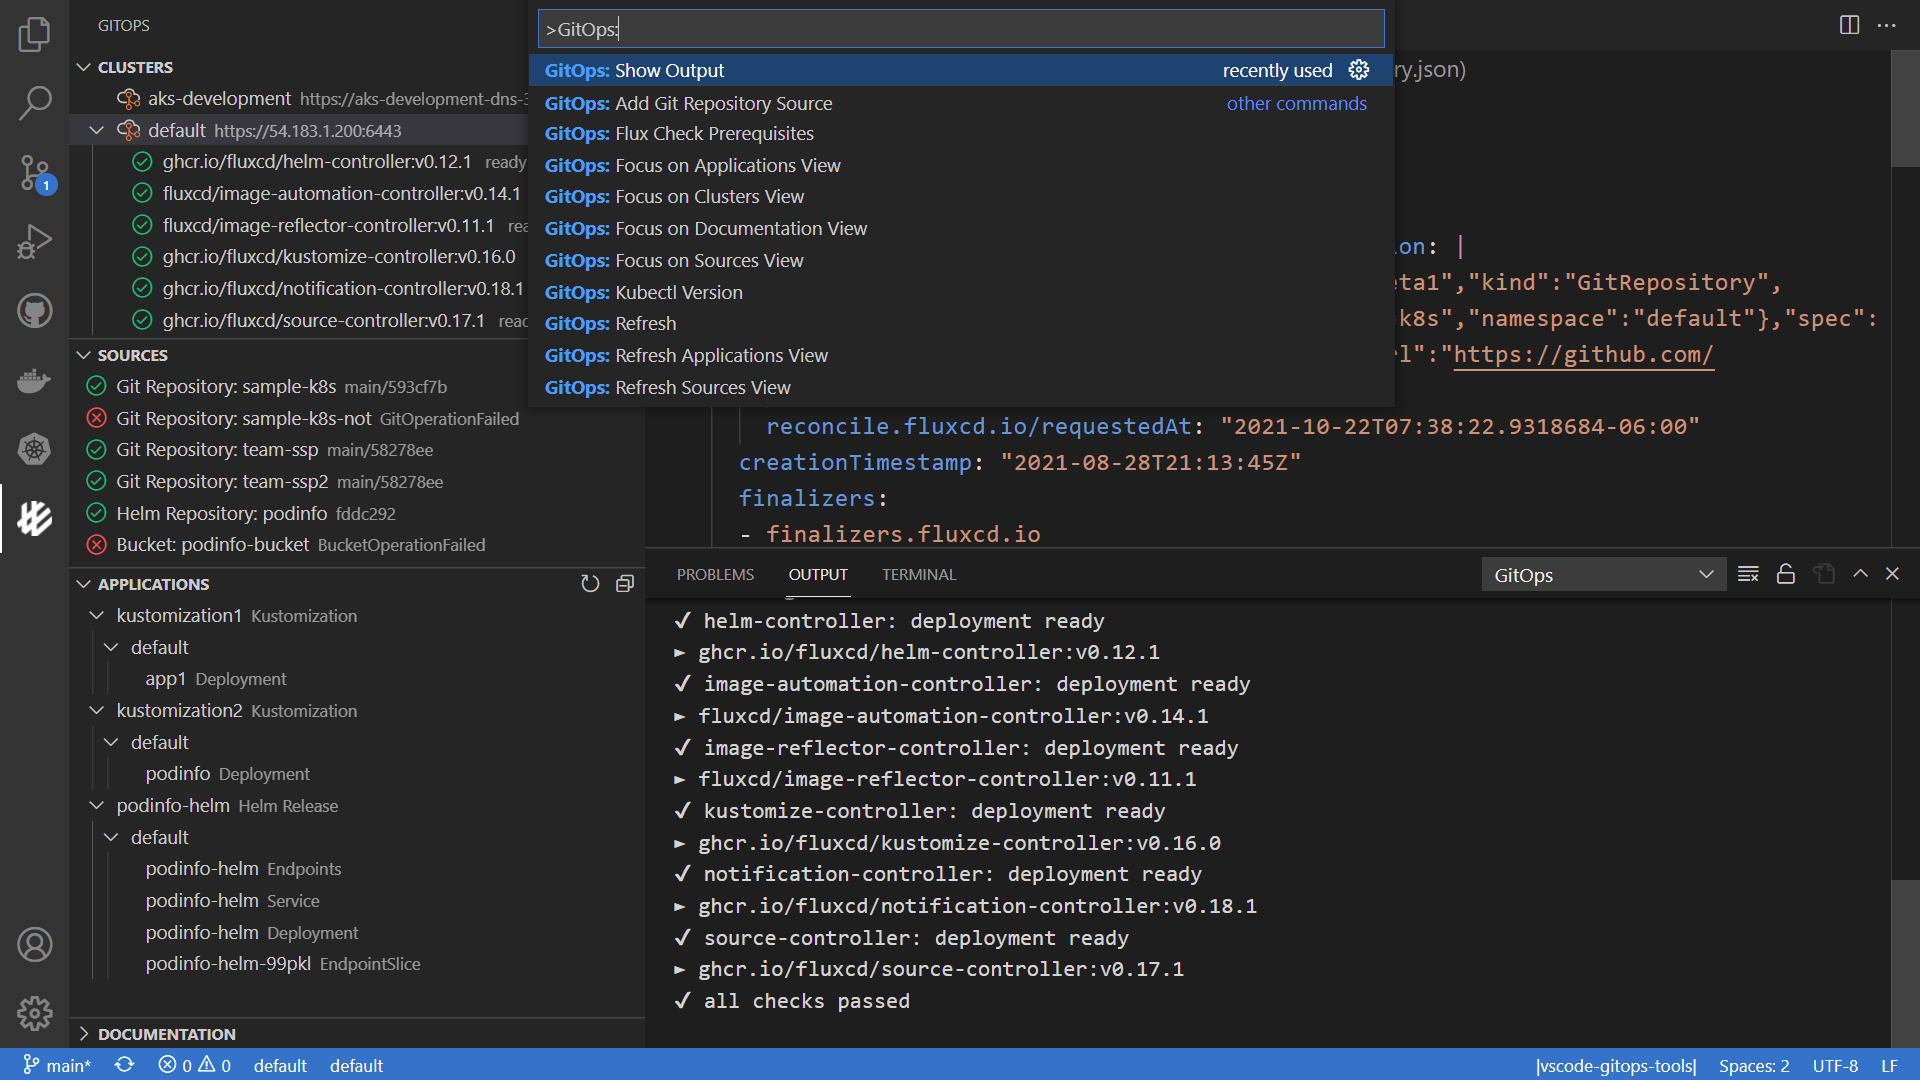 GITOPS
CLUSTERS
aks-development https://aks-development-dns-
default https://54.183.1.200:6443
ghcr.io/fluxcd/helm-controller:v0.12.1 ready
fluxcd/image-automation-controller:v0.14.1
fluxcd/image-reflector-controller:v0.11.1
ghcr.io/fluxcd/kustomize-controller:v0.16.0
ghcr.io/fluxcd/notification-controller:v0.18.1
ghcr.io/fluxcd/source-controller:v0.17.1
1
SOURCES
Git Repository: sample-k8s main/593cf7b
Git Repository: sample-k8s-not GitOperationFailed
Git Repository: team-ssp main/58278ee
Git Repository: team-ssp2 main/58278ee
Helm Repository: podinfo fddc292
Bucket: podinfo-bucket BucketOperationFailed
APPLICATIONS
kustomization1 Kustomization
default
app1 Deployment
kustomization2 Kustomization
default
podinfo Deployment
podinfo-helm Helm Release
default
podinfo-helm Endpoints
podinfo-helm Service
podinfo-helm Deployment
podinfo-helm-99pkl EndpointSlice
DOCUMENTATION
>GitOps:
GitOps: Show Output recently used
GitOps: Add Git Repository Source other commands
GitOps: Flux Check Prerequisites
GitOps: Focus on Applications View
GitOps: Focus on Clusters View
GitOps: Focus on Documentation View
GitOps: Focus on Sources View
GitOps: Kubectl Version
GitOps: Refresh
GitOps: Refresh Applications View
GitOps: Refresh Sources View
ry.json)
on: |
eta1","kind":"GitRepository",
k8s","namespace":"default"},"spec":
rl":"https://github.com/
reconcile.fluxcd.io/requestedAt: "2021-10-22T07:38:22.9318684-06:00"
creationTimestamp: "2021-08-28T21:13:45Z"
finalizers:
- finalizers.fluxcd.io
PROBLEMS OUTPUT TERMINAL GitOps
✔ helm-controller: deployment ready
► ghcr.io/fluxcd/helm-controller:v0.12.1
✔ image-automation-controller: deployment ready
► fluxcd/image-automation-controller:v0.14.1
✔ image-reflector-controller: deployment ready
► fluxcd/image-reflector-controller:v0.11.1
✔ kustomize-controller: deployment ready
► ghcr.io/fluxcd/kustomize-controller:v0.16.0
✔ notification-controller: deployment ready
► ghcr.io/fluxcd/notification-controller:v0.18.1
✔ source-controller: deployment ready
► ghcr.io/fluxcd/source-controller:v0.17.1
✔ all checks passed
main* 0 0 default default |vscode-gitops-tools| Spaces: 2 UTF-8 LF